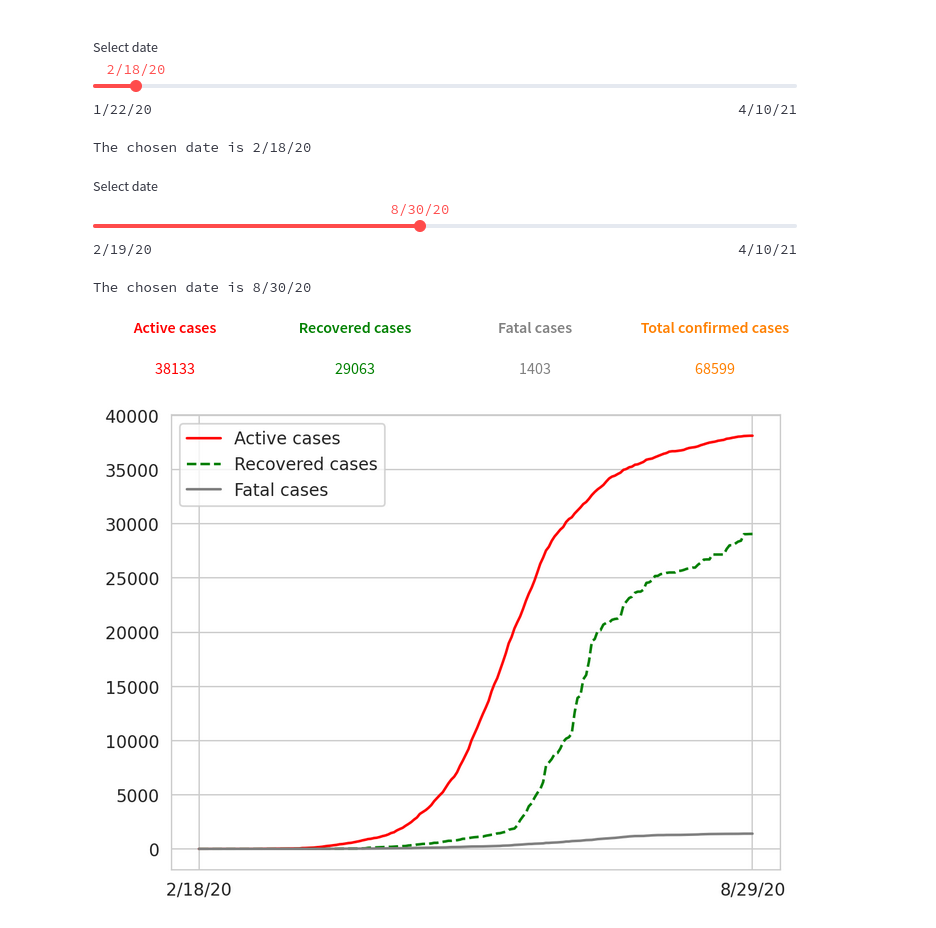 Select date
2/18/20
1/22/20 4/10/21
The chosen date is 2/18/20
Select date
8/30/20
2/19/20 4/10/21
The chosen date is 8/30/20
Active cases Recovered cases Fatal cases Total confirmed cases
38133 29063 1403 68599
40000
35000
30000
25000
20000
15000
10000
5000
0
Active cases
Recovered cases
Fatal cases
2/18/20 8/29/20